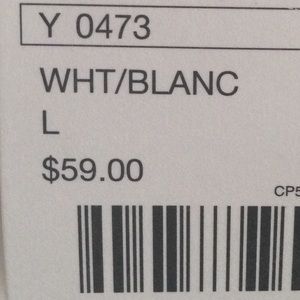 Y 0473
WHT/BLANC
L
$59.00
CP5